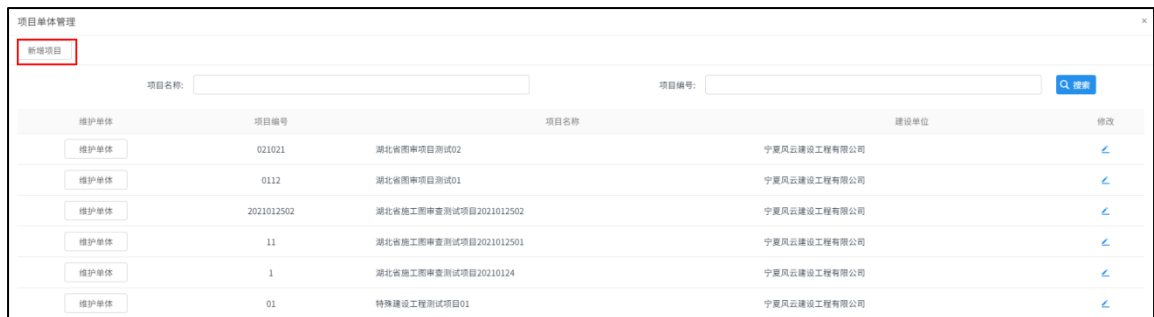 项目单体管理 ×
新增项目
项目名称: 项目编号: 搜索
维护单体 项目编号 项目名称 建设单位 修改
维护单体 021021 湖北省图审项目测试02 宁夏风云建设工程有限公司
维护单体 0112 湖北省图审项目测试01 宁夏风云建设工程有限公司
维护单体 2021012502 湖北省施工图审查测试项目2021012502 宁夏风云建设工程有限公司
维护单体 11 湖北省施工图审查测试项目2021012501 宁夏风云建设工程有限公司
维护单体 1 湖北省施工图审查测试项目20210124 宁夏风云建设工程有限公司
维护单体 01 特殊建设工程测试项目01 宁夏风云建设工程有限公司